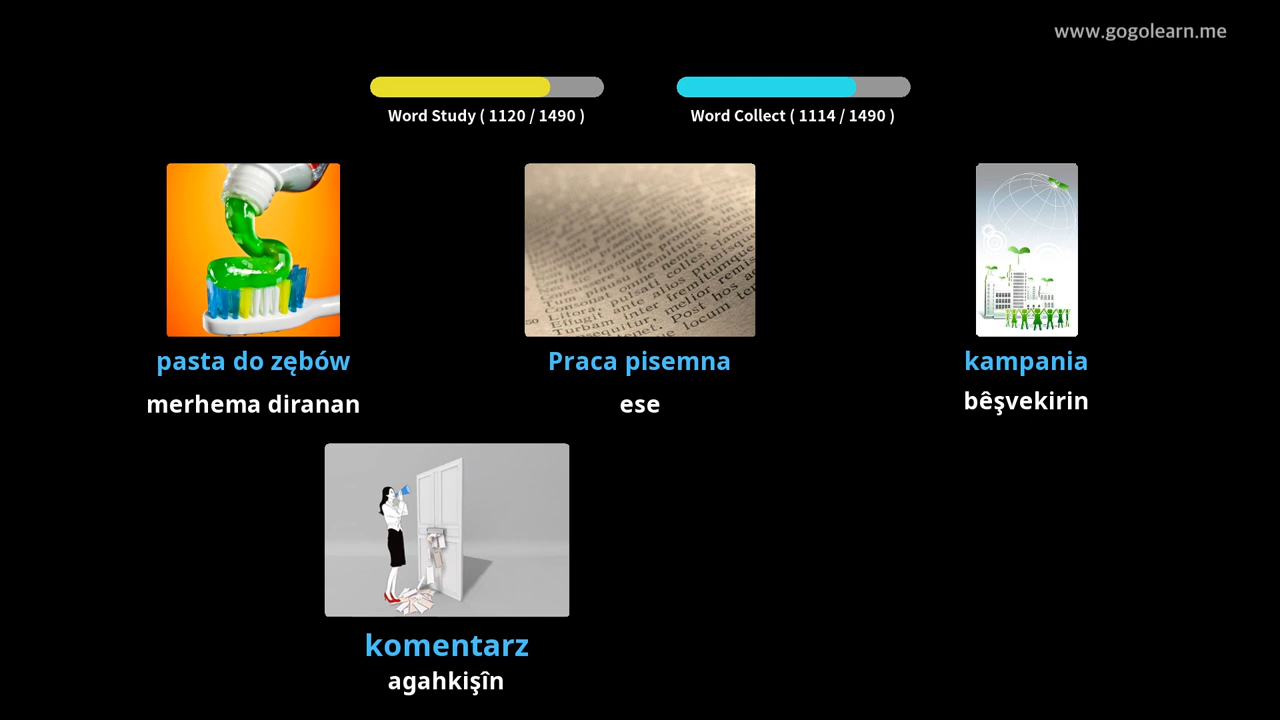 www.gogolearn.me
Word Study ( 1120 / 1490 )
Word Collect ( 1114 / 1490 )
pasta do zębów
merhema diranan
Praca pisemna
ese
kampania
bêşvekirin
komentarz
agahkişîn